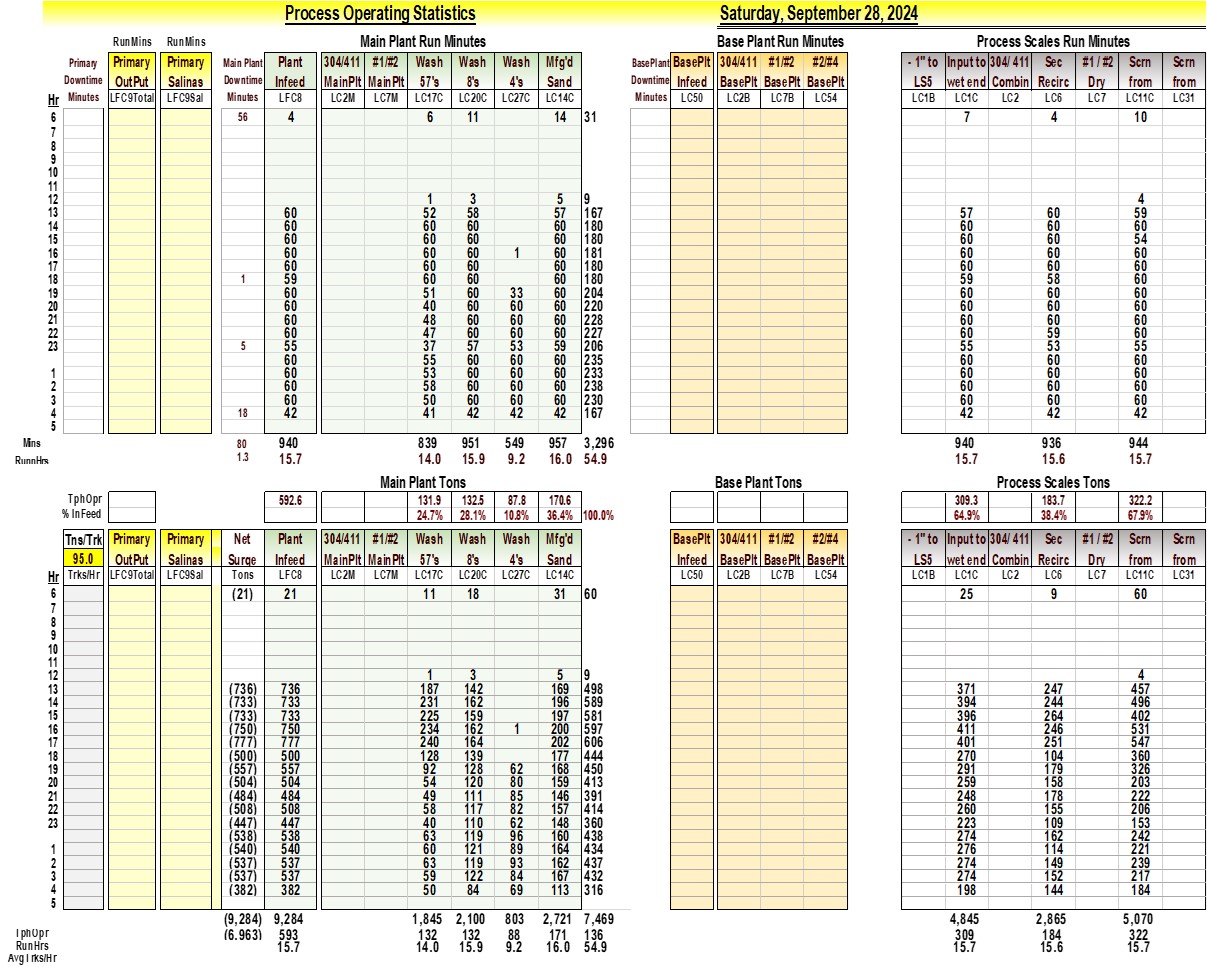 Process Operating Statistics Saturday, September 28, 2024
RunMins RunMins Main Plant Run Minutes Base Plant Run Minutes Process Scales Run Minutes
Primary Primary Primary Main Plant Plant 304/411 #1/#2 Wash Wash Wash Mfg'd BasePlant BasePlt 304/411 #1/#2 #2/#4 - 1" to Input to 304/ 411 Sec #1 / #2 Scrn Scrn
Downtime OutPut Salinas Downtime Infeed MainPlt MainPlt 57's 8's 4's Sand Downtime Infeed BasePlt BasePlt BasePlt LS5 wet end Combin Recirc Dry from from
Hr Minutes LFC9Total LFC9Sal Minutes LFC8 LC2M LC7M LC17C LC20C LC27C LC14C Minutes LC50 LC2B LC7B LC54 LC1B LC1C LC2 LC6 LC7 LC11C LC31
6 56 4 6 11 14 31 7 4 10
7
8
9
10
11
12 1 3 5 9 4
13 60 52 58 57 167 57 60 59
14 60 60 60 60 180 60 60 60
15 60 60 60 60 180 60 60 54
16 60 60 60 1 60 181 60 60 60
17 60 60 60 60 180 60 60 60
18 1 59 60 60 60 180 59 58 60
19 60 51 60 33 60 204 60 60 60
20 60 40 60 60 60 220 60 60 60
21 60 48 60 60 60 228 60 60 60
22 60 47 60 60 60 227 60 59 60
23 5 55 37 57 53 59 206 55 53 55
60 55 60 60 60 235 60 60 60
1 60 53 60 60 60 233 60 60 60
2 60 58 60 60 60 238 60 60 60
3 60 50 60 60 60 230 60 60 60
4 18 42 41 42 42 42 167 42 42 42
5
Mins 80 940 839 951 549 957 3,296 940 936 944
RunnHrs 1.3 15.7 14.0 15.9 9.2 16.0 54.9 15.7 15.6 15.7
Main Plant Tons Base Plant Tons Process Scales Tons
TphOpr 592.6 131.9 132.5 87.8 170.6 309.3 183.7 322.2
% InFeed 24.7% 28.1% 10.8% 36.4% 100.0% 64.9% 38.4% 67.9%
Tns/Trk Primary Primary Net Plant 304/411 #1/#2 Wash Wash Wash Mfg'd BasePlt 304/411 #1/#2 #2/#4 - 1" to Input to 304/ 411 Sec #1 / #2 Scrn Scrn
95.0 OutPut Salinas Surge Infeed MainPlt MainPlt 57's 8's 4's Sand Infeed BasePlt BasePlt BasePlt LS5 wet end Combin Recirc Dry from from
Hr Trks/Hr LFC9Total LFC9Sal Tons LFC8 LC2M LC7M LC17C LC20C LC27C LC14C LC50 LC2B LC7B LC54 LC1B LC1C LC2 LC6 LC7 LC11C LC31
6 (21) 21 11 18 31 60 25 9 60
7
8
9
10
11
12 1 3 5 9 4
13 (736) 736 187 142 169 498 371 247 457
14 (733) 733 231 162 196 589 394 244 496
15 (733) 733 225 159 197 581 396 264 402
16 (750) 750 234 162 1 200 597 411 246 531
17 (777) 777 240 164 202 606 401 251 547
18 (500) 500 128 139 177 444 270 104 360
19 (557) 557 92 128 62 168 450 291 179 326
20 (504) 504 54 120 80 159 413 259 158 203
21 (484) 484 49 111 85 146 391 248 178 222
22 (508) 508 58 117 82 157 414 260 155 206
23 (447) 447 40 110 62 148 360 223 109 153
(538) 538 63 119 96 160 438 274 162 242
1 (540) 540 60 121 89 164 434 276 114 221
2 (537) 537 63 119 93 162 437 274 149 239
3 (537) 537 59 122 84 167 432 274 152 217
4 (382) 382 50 84 69 113 316 198 144 184
5
(9,284) 9,284 1,845 2,100 803 2,721 7,469 4,845 2,865 5,070
TphOpr (6,963) 593 132 132 88 171 136 309 184 322
RunHrs 15.7 14.0 15.9 9.2 16.0 54.9 15.7 15.6 15.7
AvgTrks/Hr